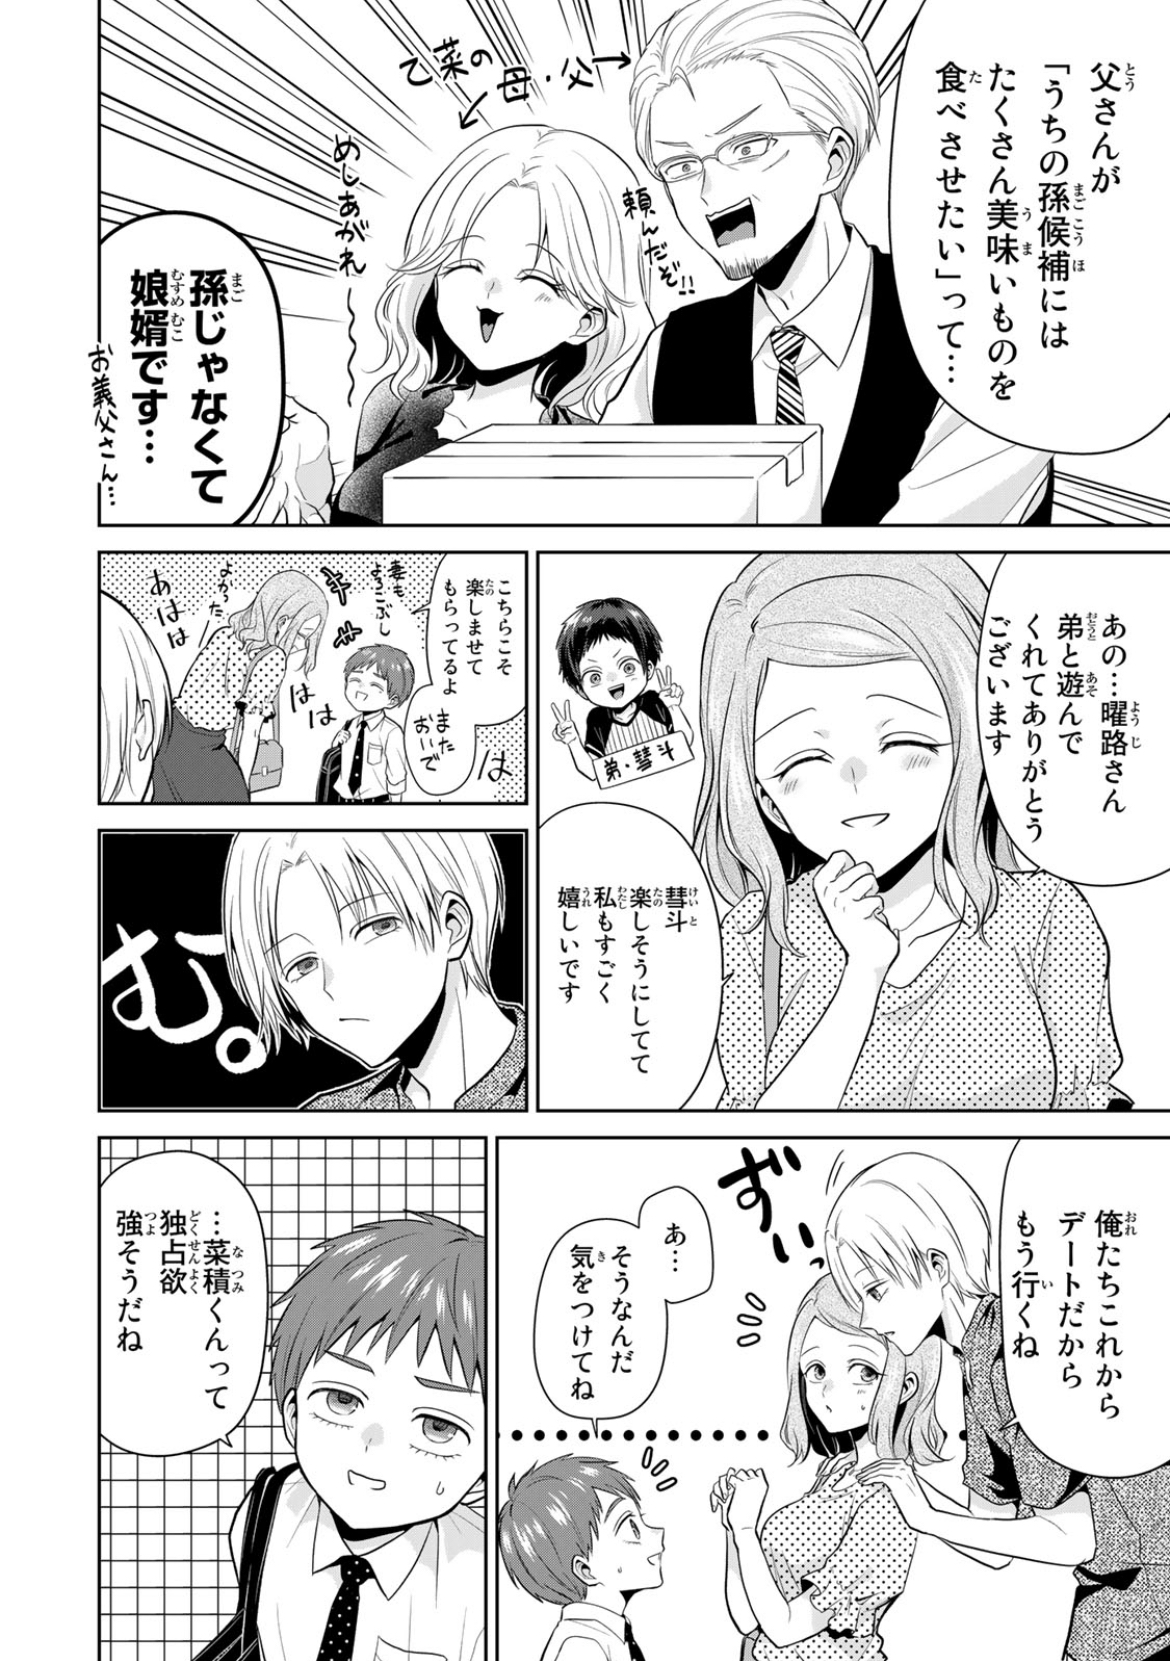 父さんが
「うちの孫候補には
たくさん美味いものを
食べさせたい」って…
乙菜の
母・父→
頼んだぞ!!
めしあがれ
孫じゃなくて
娘婿です…
お義父さん…
あの…曜路さん
弟と遊んで
くれてありがとう
ございます
弟・彗斗
彗斗
楽しそうにしてて
私もすごく
嬉しいです
こちらこそ
楽しませて
もらってるよ
また
おいで
妻も
よろこぶし
キャ
よかった
あはは
はは
は
む。
俺たちこれから
デートだから
もう行くね
ずいっ
あ…
そうなんだ
気をつけてね
…菜積くんって
独占欲
強そうだね